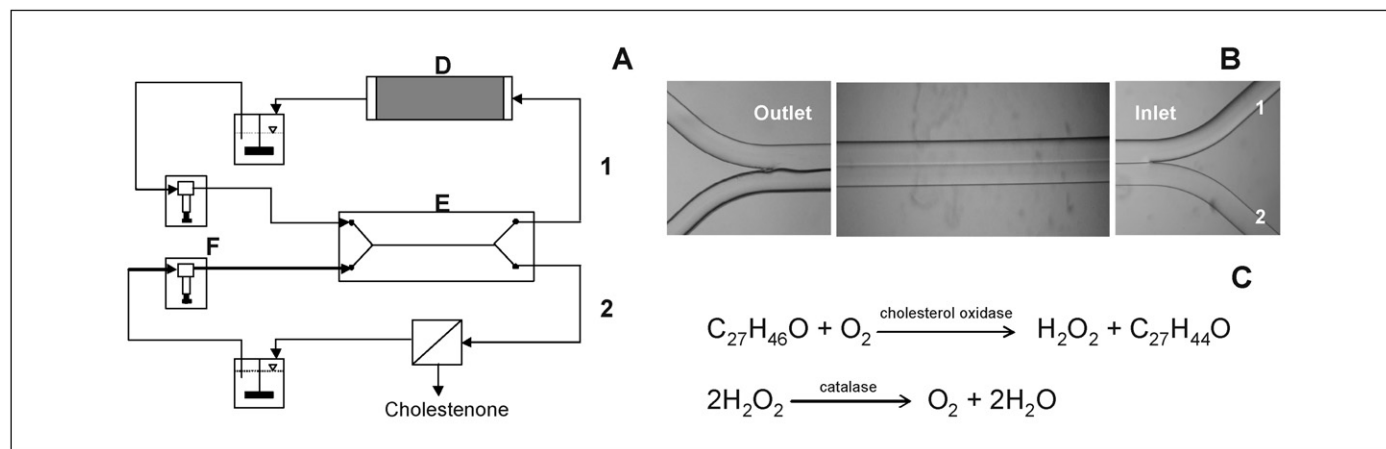 D
A
1
E
F
2
Cholestenone
B
Outlet
Inlet
1
2
C
C₂₇H₄₆O + O₂ cholesterol oxidase H₂O₂ + C₂₇H₄₄O
2H₂O₂ catalase O₂ + 2H₂O